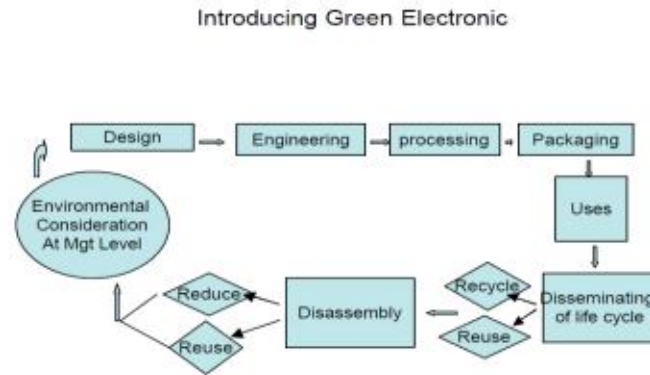 Introducing Green Electronic
Design
Engineering
processing
Packaging
Environmental
Consideration
At Mgt Level
Uses
Reduce
Reuse
Disassembly
Recycle
Reuse
Disseminating
of life cycle